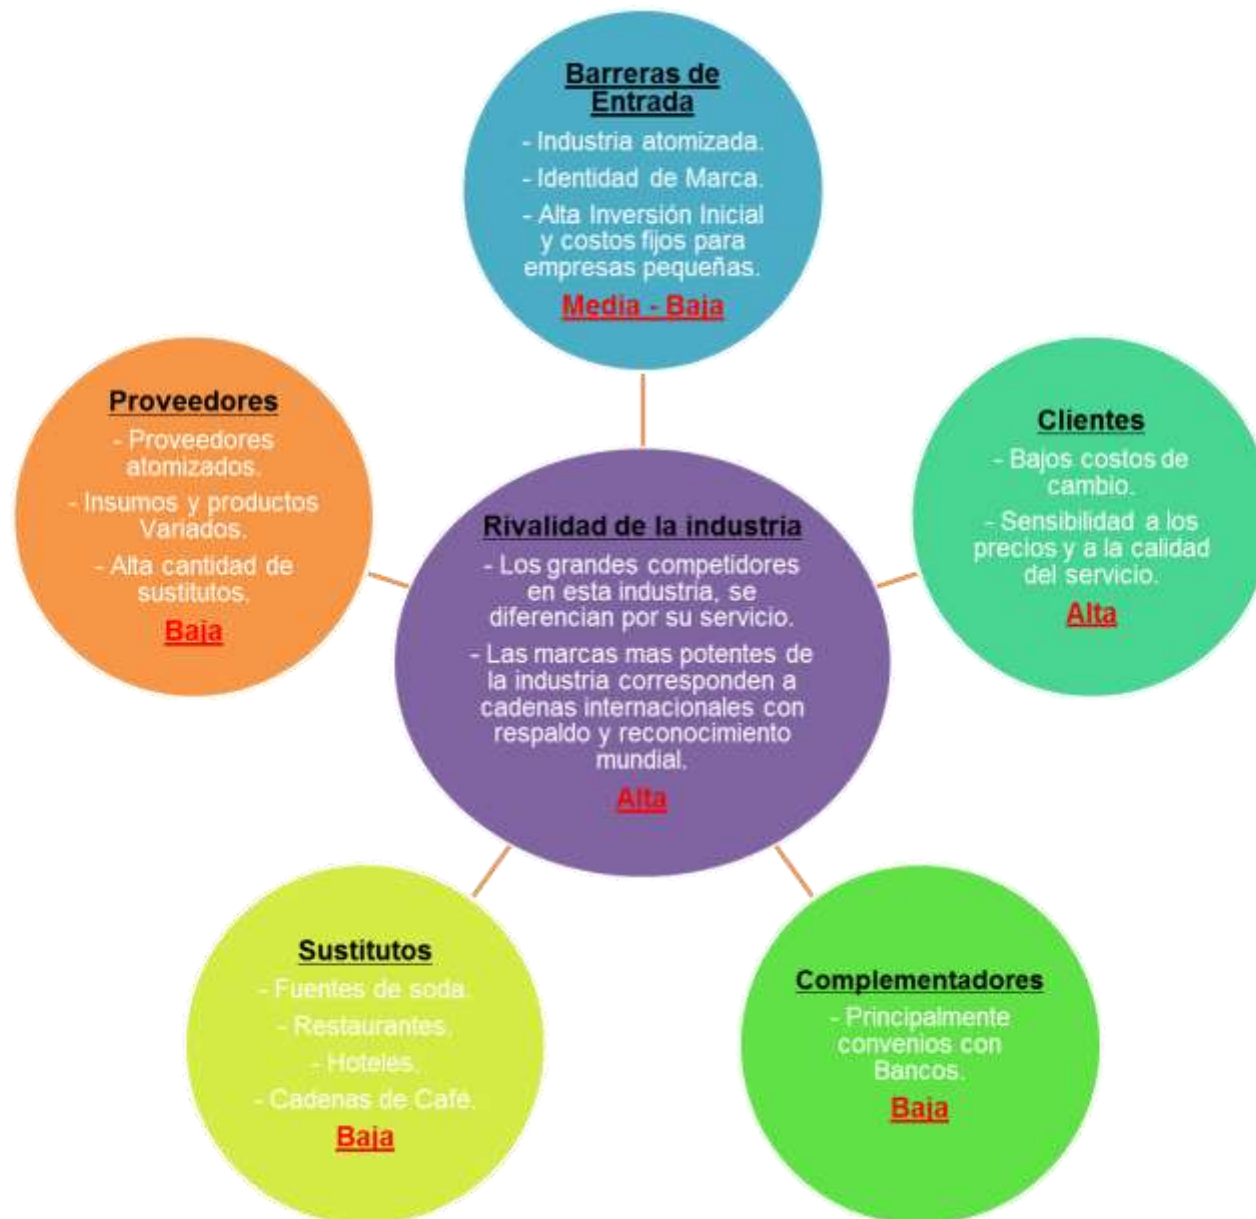 Barreras de
Entrada
- Industria atomizada.
- Identidad de Marca.
- Alta Inversión Inicial
y costos fijos para
empresas pequeñas.
Media - Baja
Proveedores
- Proveedores
atomizados.
- Insumos y productos
Variados.
- Alta cantidad de
sustitutos.
Baja
Clientes
- Bajos costos de
cambio.
- Sensibilidad a los
precios y a la calidad
del servicio.
Alta
Rivalidad de la industria
- Los grandes competidores
en esta industria, se
diferencian por su servicio.
- Las marcas mas potentes de
la industria corresponden a
cadenas internacionales con
respaldo y reconocimiento
mundial.
Alta
Sustitutos
- Fuentes de soda.
- Restaurantes.
- Hoteles.
- Cadenas de Café.
Baja
Complementadores
- Principalmente
convenios con
Bancos.
Baja